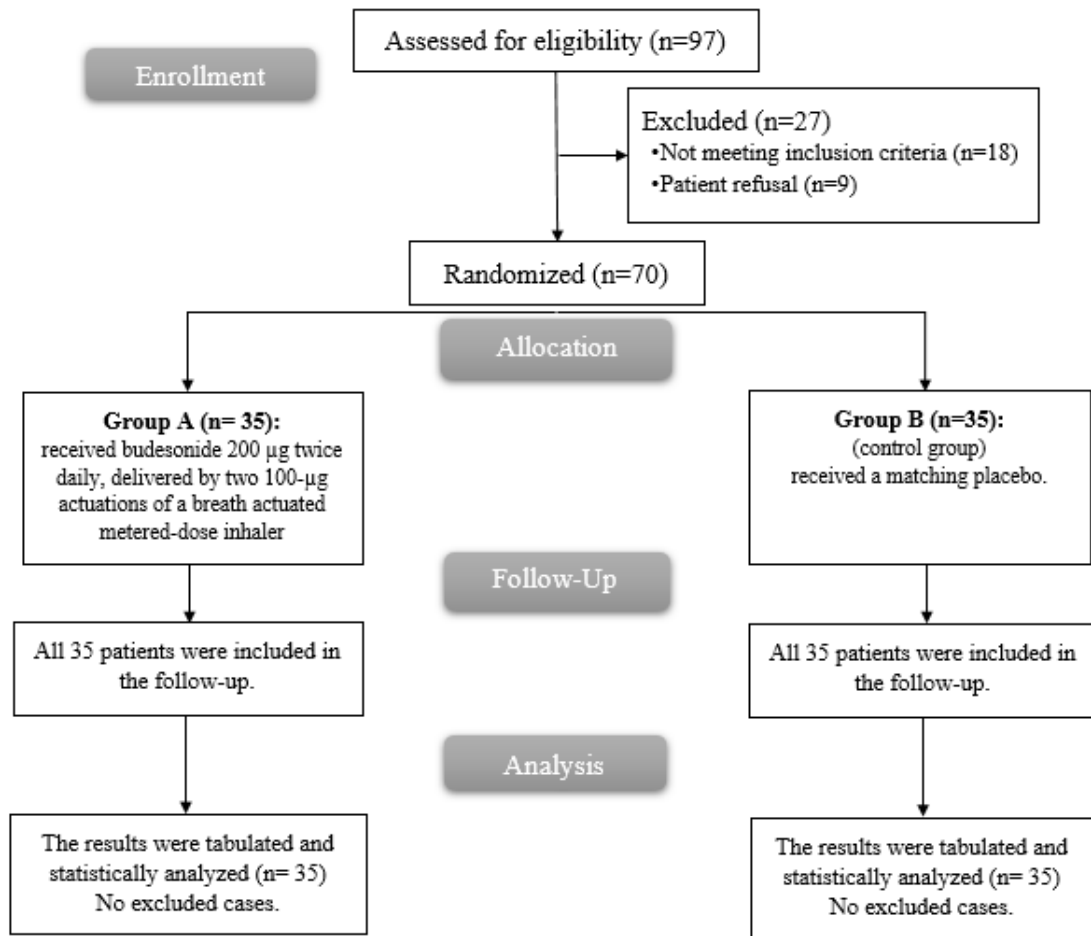 Assessed for eligibility (n=97)
Enrollment
Excluded (n=27)
•Not meeting inclusion criteria (n=18)
•Patient refusal (n=9)
Randomized (n=70)
Allocation
Group A (n= 35):
received budesonide 200 µg twice
daily, delivered by two 100-µg
actuations of a breath actuated
metered-dose inhaler
Group B (n=35):
(control group)
received a matching placebo.
Follow-Up
All 35 patients were included in
the follow-up.
All 35 patients were included in
the follow-up.
Analysis
The results were tabulated and
statistically analyzed (n= 35)
No excluded cases.
The results were tabulated and
statistically analyzed (n= 35)
No excluded cases.